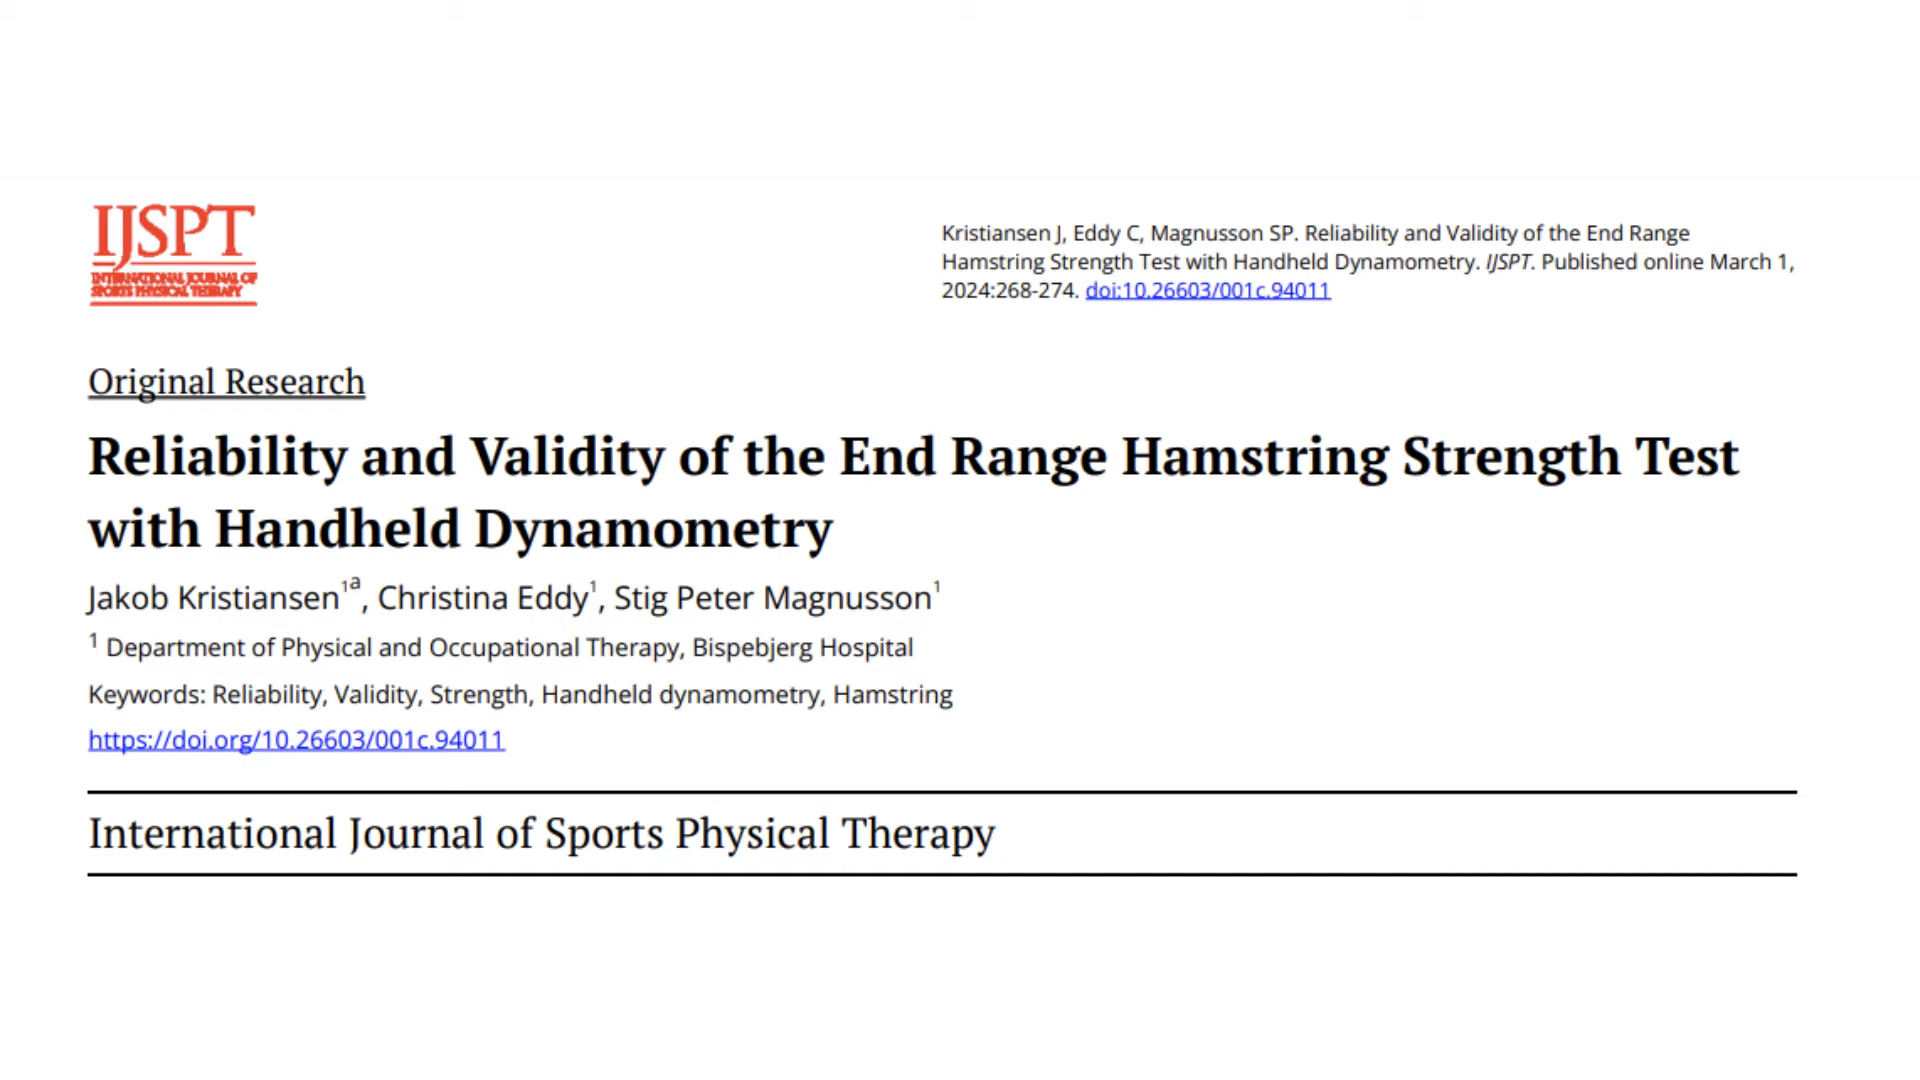 IJSPT
INTERNATIONAL JOURNAL OF
SPORTS PHYSICAL THERAPY
Kristiansen J, Eddy C, Magnusson SP. Reliability and Validity of the End Range
Hamstring Strength Test with Handheld Dynamometry. IJSPT. Published online March 1,
2024:268-274. doi:10.26603/001c.94011
Original Research
Reliability and Validity of the End Range Hamstring Strength Test
with Handheld Dynamometry
Jakob Kristiansen¹ᵃ, Christina Eddy¹, Stig Peter Magnusson¹
¹ Department of Physical and Occupational Therapy, Bispebjerg Hospital
Keywords: Reliability, Validity, Strength, Handheld dynamometry, Hamstring
https://doi.org/10.26603/001c.94011
International Journal of Sports Physical Therapy